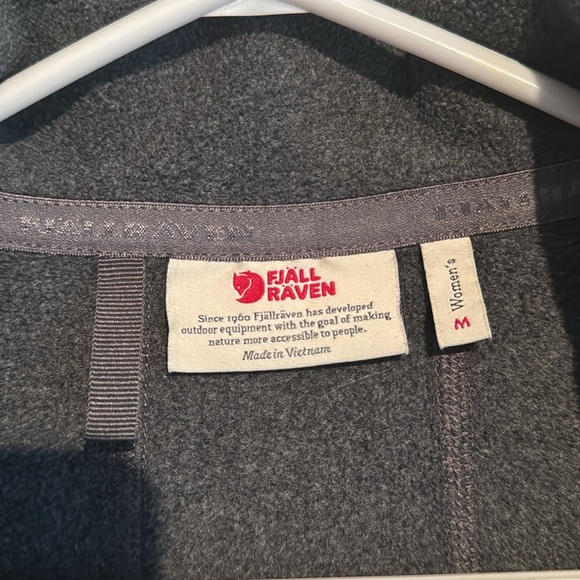 FJÄLL
RÄVEN
Since 1960 Fjällräven has developed
outdoor equipment with the goal of making
nature more accessible to people.
Made in Vietnam
Women's
M